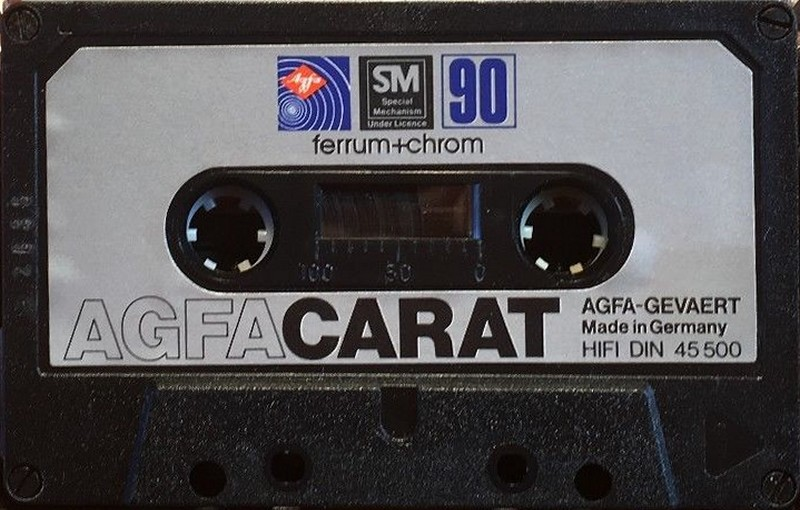 Agfa
SM
Special
Mechanism
Under Licence
90
ferrum+chrom
100 50 0
AGFACARAT
AGFA-GEVAERT
Made in Germany
HIFI DIN 45 500